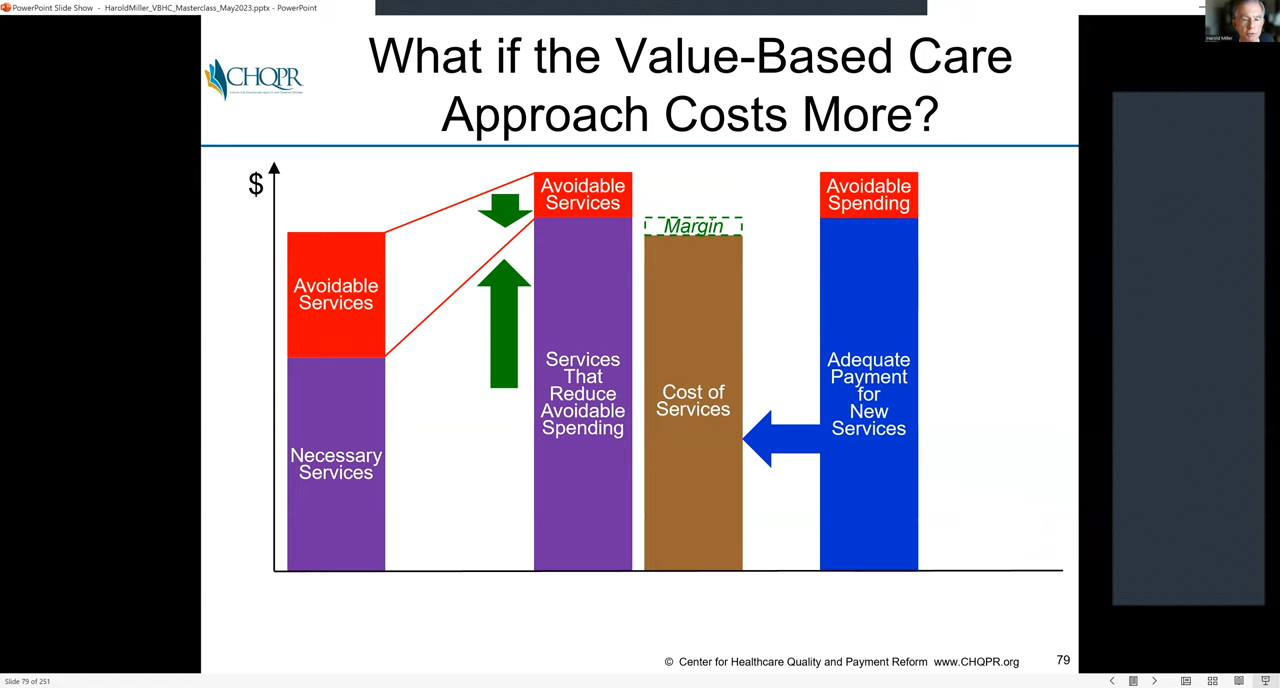 PowerPoint Slide Show - HaroldMiller_VBHC_Masterclass_May2023.pptx - PowerPoint
Harold Miller
CHQPR
What if the Value-Based Care
Approach Costs More?
$
Avoidable
Services
Necessary
Services
Avoidable
Services
Services
That
Reduce
Avoidable
Spending
Margin
Cost of
Services
Avoidable
Spending
Adequate
Payment
for
New
Services
© Center for Healthcare Quality and Payment Reform www.CHQPR.org
79
Slide 79 of 251